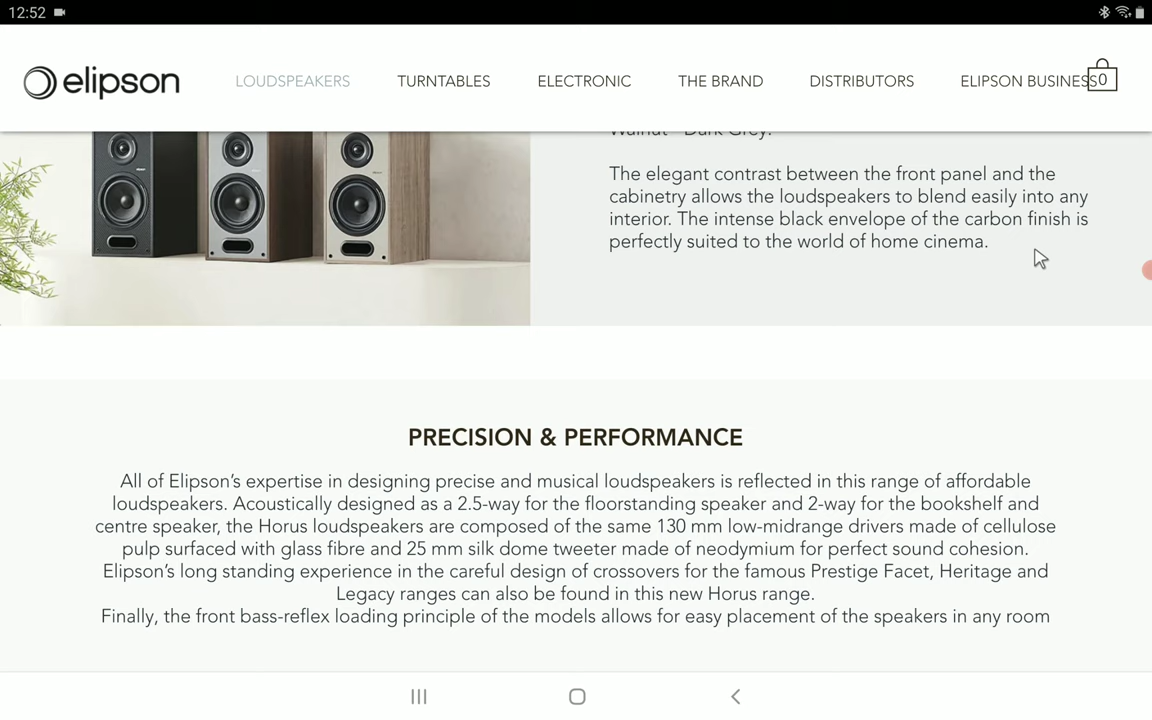 12:52
elipson
LOUDSPEAKERS TURNTABLES ELECTRONIC THE BRAND DISTRIBUTORS ELIPSON BUSINESS 0
Walnut - Dark Grey.
The elegant contrast between the front panel and the
cabinetry allows the loudspeakers to blend easily into any
interior. The intense black envelope of the carbon finish is
perfectly suited to the world of home cinema.
PRECISION & PERFORMANCE
All of Elipson’s expertise in designing precise and musical loudspeakers is reflected in this range of affordable
loudspeakers. Acoustically designed as a 2.5-way for the floorstanding speaker and 2-way for the bookshelf and
centre speaker, the Horus loudspeakers are composed of the same 130 mm low-midrange drivers made of cellulose
pulp surfaced with glass fibre and 25 mm silk dome tweeter made of neodymium for perfect sound cohesion.
Elipson’s long standing experience in the careful design of crossovers for the famous Prestige Facet, Heritage and
Legacy ranges can also be found in this new Horus range.
Finally, the front bass-reflex loading principle of the models allows for easy placement of the speakers in any room